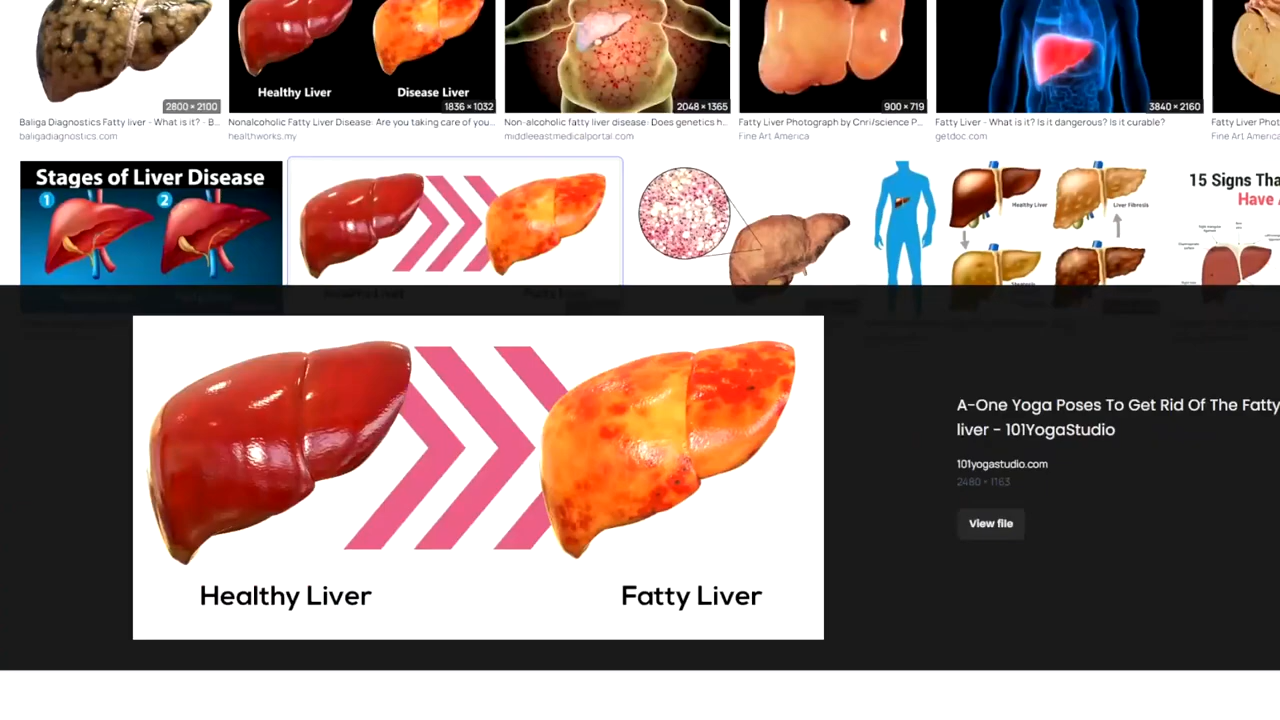 Healthy Liver
Disease Liver
2800 × 2100
1836 × 1032
2048 × 1365
900 × 719
3840 × 2160
Baliga Diagnostics Fatty liver - What is it? - B...
Nonalcoholic Fatty Liver Disease: Are you taking care of you...
Non-alcoholic fatty liver disease: Does genetics h...
Fatty Liver Photograph by Cnri/science P...
Fatty Liver - What is it? Is it dangerous? Is it curable?
Fatty Liver Phot
baligadiagnostics.com
healthworks.my
middleeastmedicalportal.com
Fine Art America
getdoc.com
Fine Art America
Stages of Liver Disease
1
2
Healthy Liver
Liver Fibrosis
15 Signs Tha
Have
A-One Yoga Poses To Get Rid Of The Fatty
liver - 101YogaStudio
101yogastudio.com
2480 × 1163
View file
Healthy Liver
Fatty Liver